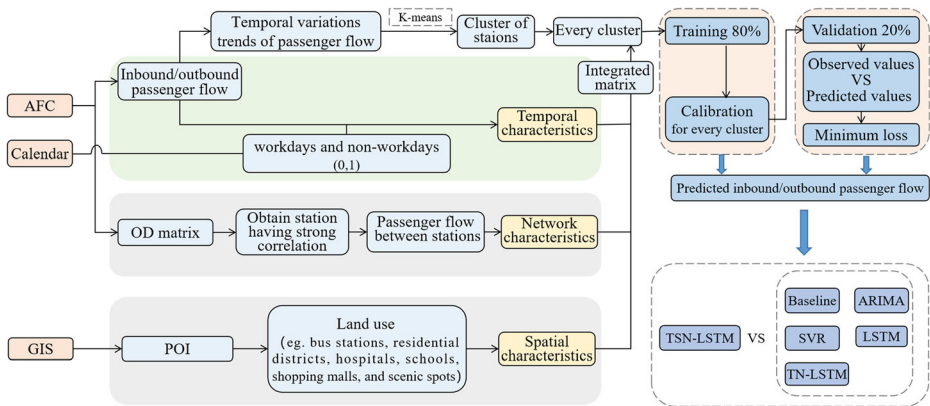 Temporal variations
trends of passenger flow
K-means
Cluster of
staions
Every cluster
Training 80%
Validation 20%
Inbound/outbound
passenger flow
Integrated
matrix
Observed values
VS
Predicted values
AFC
Temporal
characteristics
Calibration
for every cluster
Minimum loss
Calendar
workdays and non-workdays
(0,1)
Predicted inbound/outbound passenger flow
OD matrix
Obtain station
having strong
correlation
Passenger flow
between stations
Network
characteristics
GIS
POI
Land use
(eg. bus stations, residential
districts, hospitals, schools,
shopping malls, and scenic spots)
Spatial
characteristics
TSN-LSTM
VS
Baseline
ARIMA
SVR
LSTM
TN-LSTM